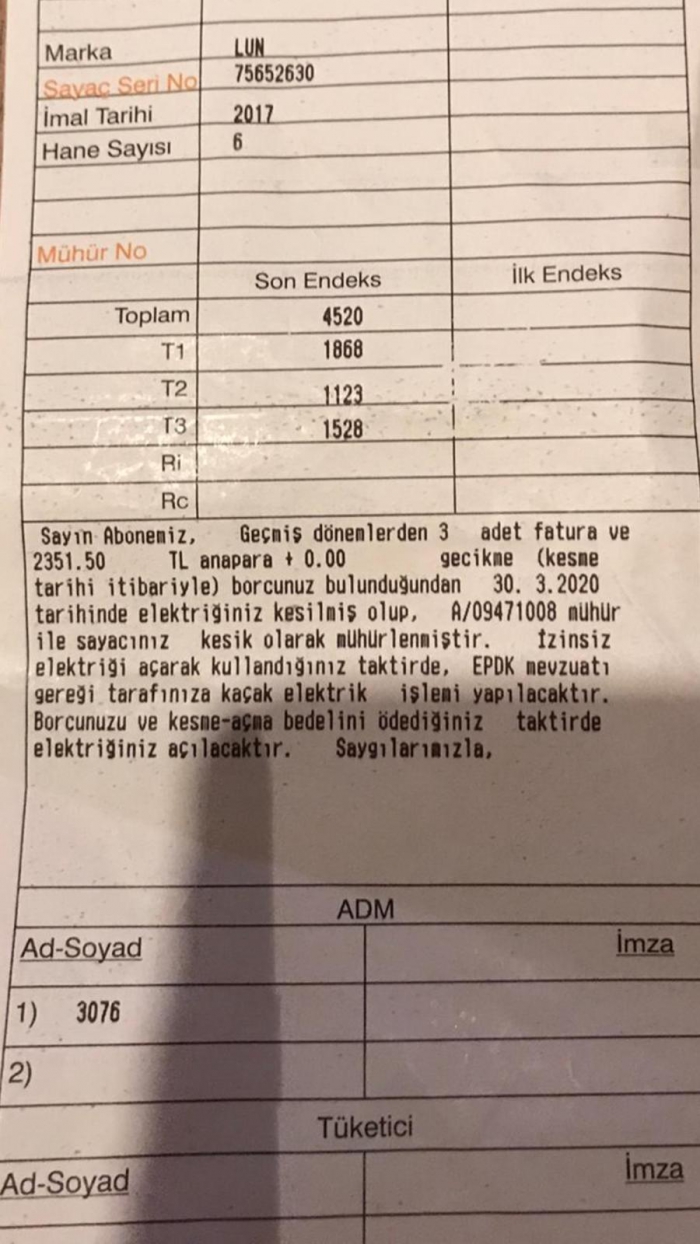 Marka LUN
Sayaç Seri No 75652630
İmal Tarihi 2017
Hane Sayısı 6
Mühür No
Son Endeks İlk Endeks
Toplam 4520
T1 1868
T2 1123
T3 1528
Ri
Rc
Sayın Abonemiz, Geçmiş dönemlerden 3 adet fatura ve
2351.50 TL anapara + 0.00 gecikme (kesme
tarihi itibariyle) borcunuz bulunduğundan 30. 3.2020
tarihinde elektriğiniz kesilmiş olup, A/09471008 mühür
ile sayacınız kesik olarak mühürlenmiştir. İzinsiz
elektriği açarak kullandığınız taktirde, EPDK mevzuatı
gereği tarafınıza kaçak elektrik işlemi yapılacaktır.
Borcunuzu ve kesme-açma bedelini ödediğiniz taktirde
elektriğiniz açılacaktır. Saygılarımızla,
ADM
Ad-Soyad İmza
1) 3076
2)
Tüketici
Ad-Soyad İmza